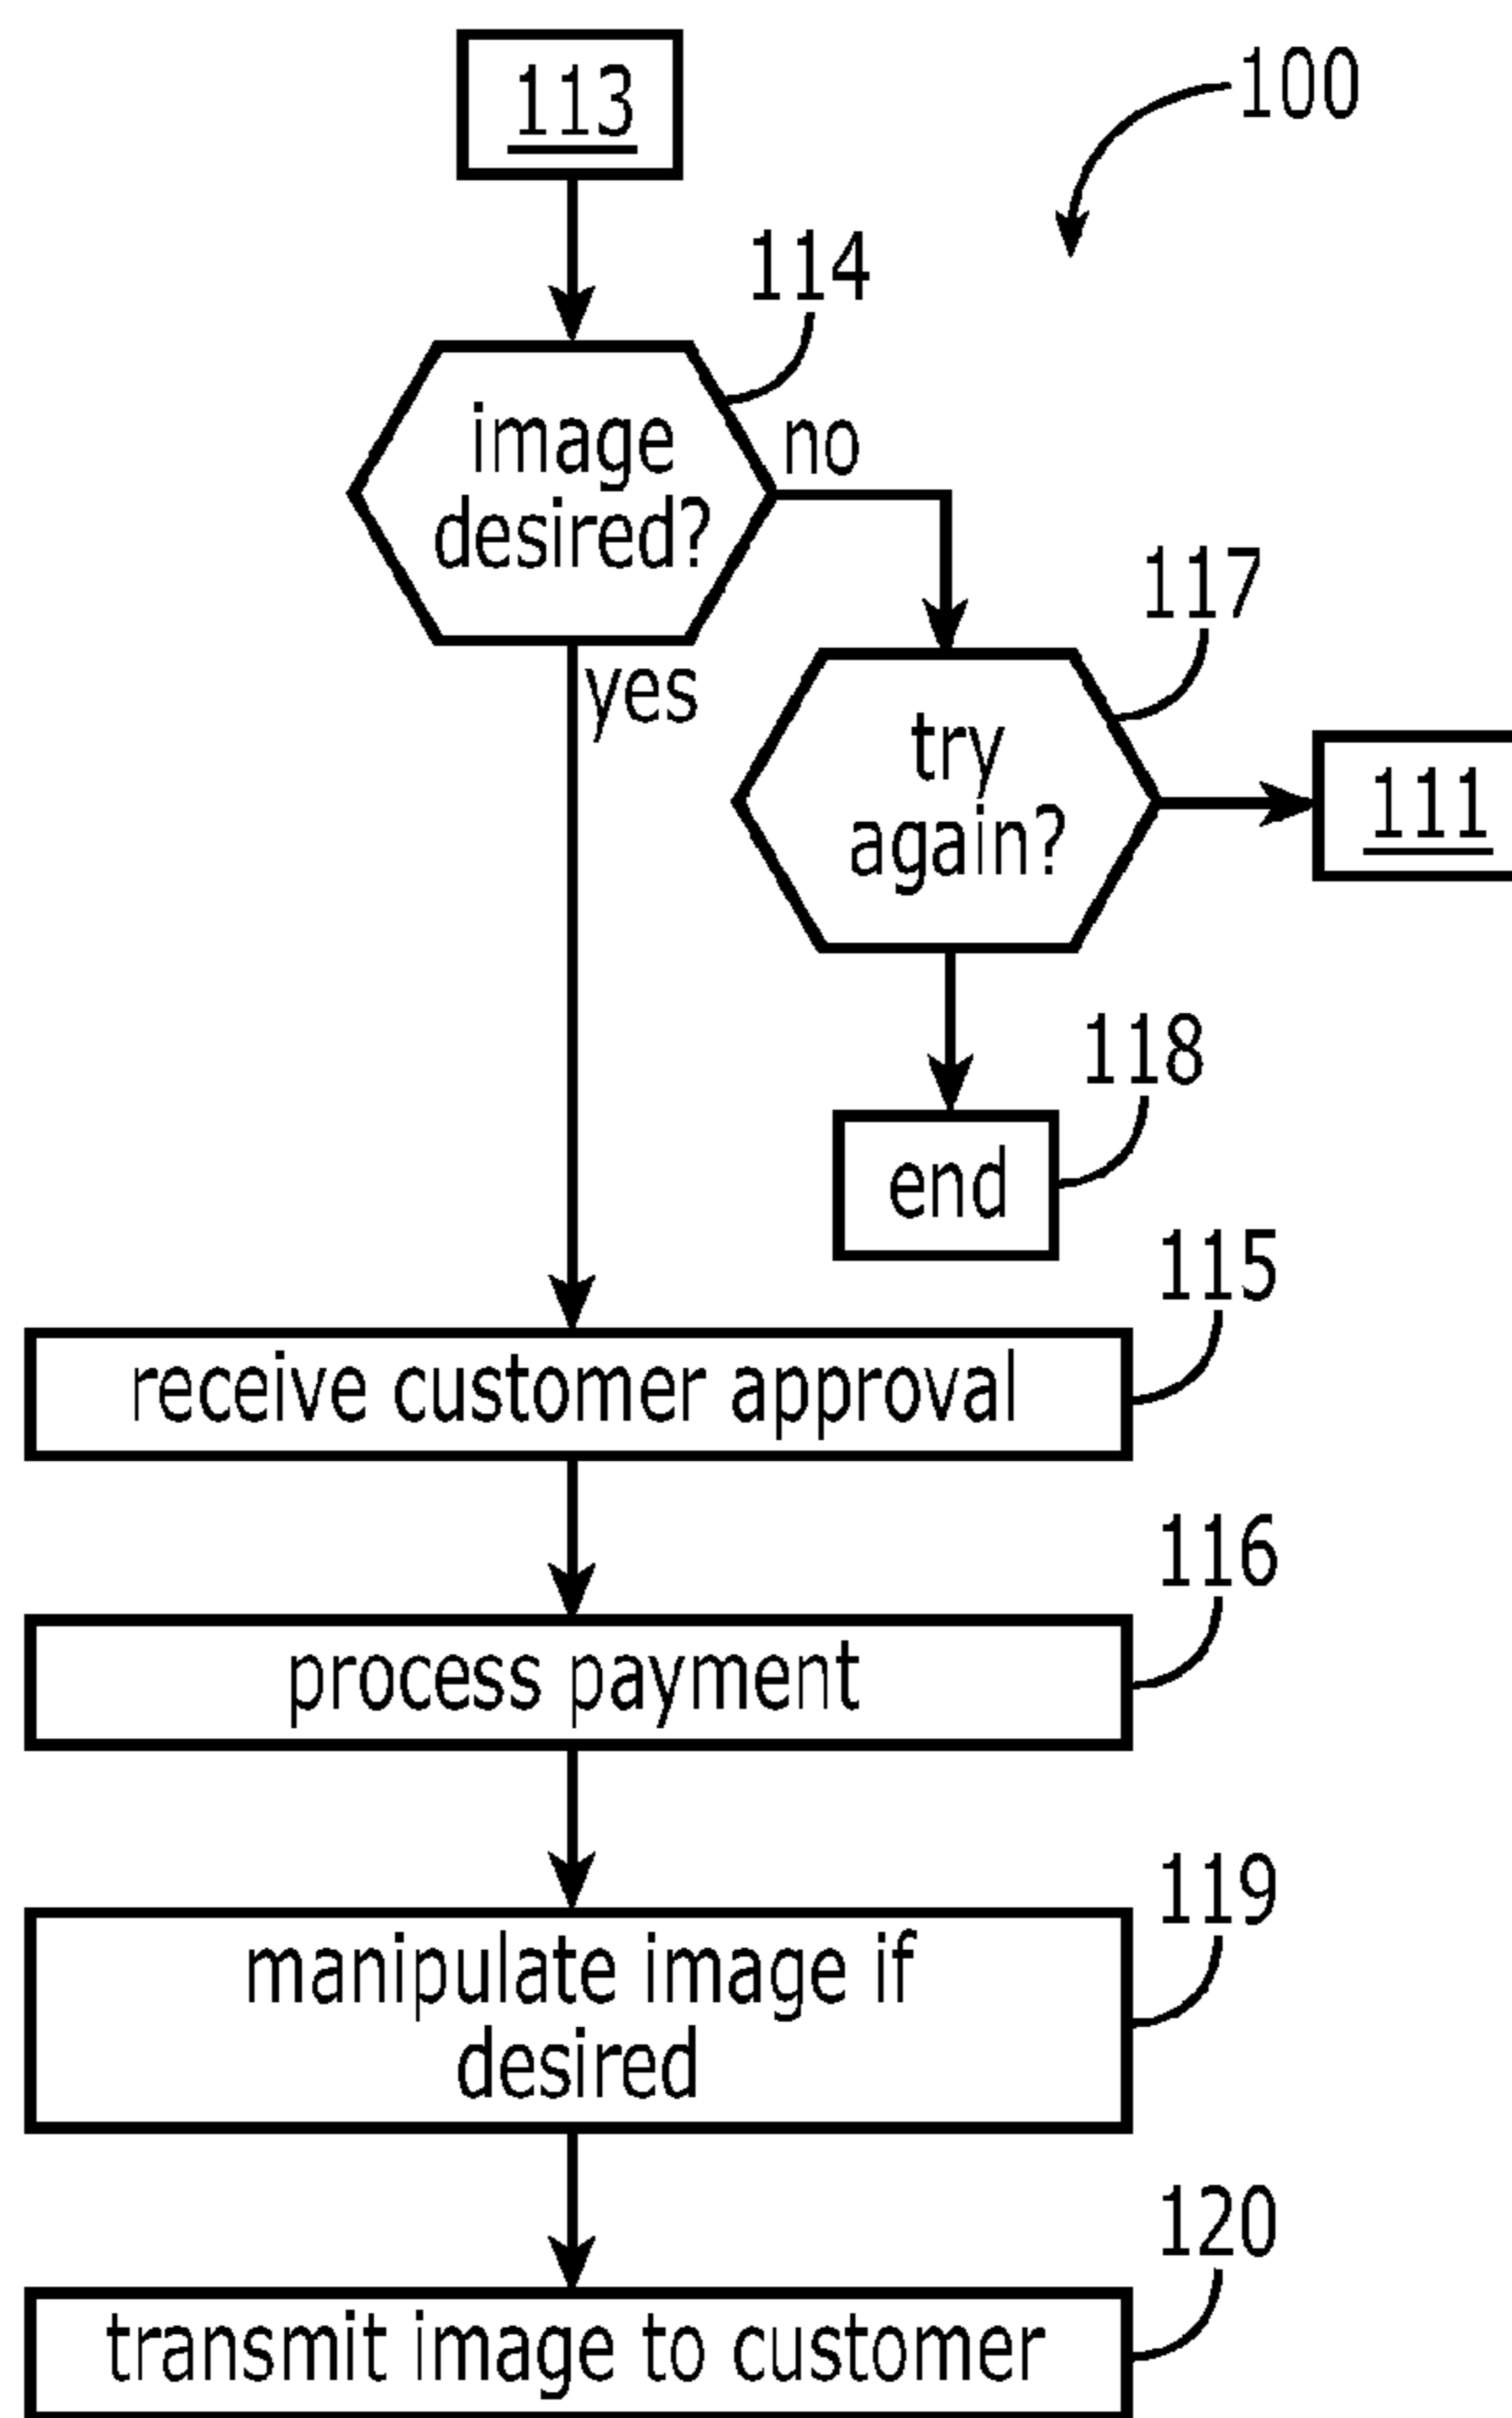 113
100
114
image
desired?
no
yes
117
try
again?
111
118
end
115
receive customer approval
116
process payment
119
manipulate image if
desired
120
transmit image to customer